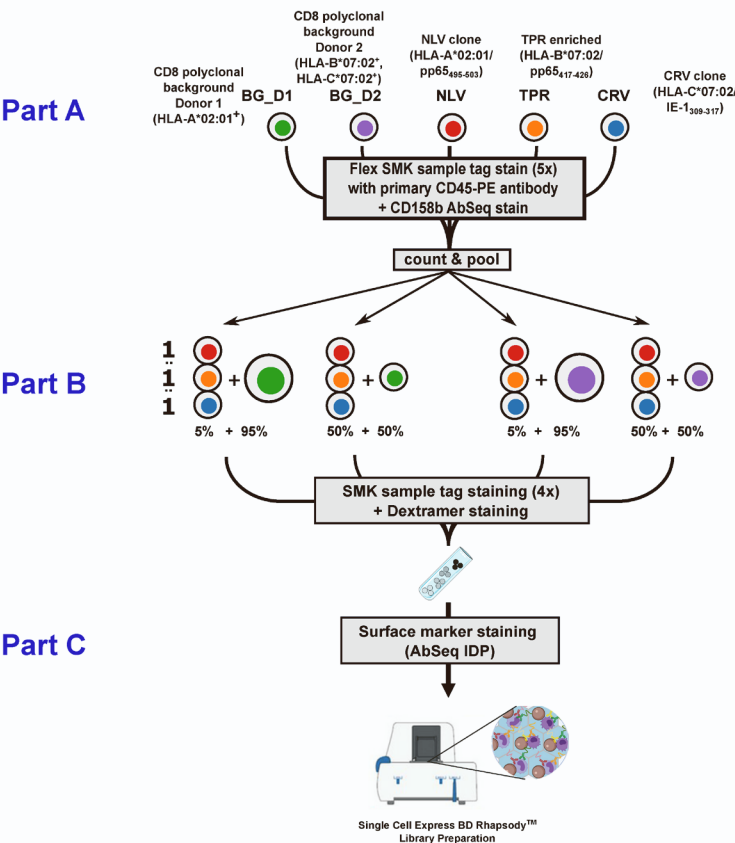 CD8 polyclonal
background
Donor 1
(HLA-A*02:01⁺)
CD8 polyclonal
background
Donor 2
(HLA-B*07:02⁺,
HLA-C*07:02⁺)
NLV clone
(HLA-A*02:01/
pp65₄₉₅₋₅₀₃)
TPR enriched
(HLA-B*07:02/
pp65₄₁₇₋₄₂₆)
CRV clone
(HLA-C*07:02/
IE-1₃₀₉₋₃₁₇)
Part A
BG_D1
BG_D2
NLV
TPR
CRV
Flex SMK sample tag stain (5x)
with primary CD45-PE antibody
+ CD158b AbSeq stain
count & pool
Part B
1
:
1
:
1
+
+
+
+
5% + 95%
50% + 50%
5% + 95%
50% + 50%
SMK sample tag staining (4x)
+ Dextramer staining
Part C
Surface marker staining
(AbSeq IDP)
Single Cell Express BD Rhapsody™
Library Preparation